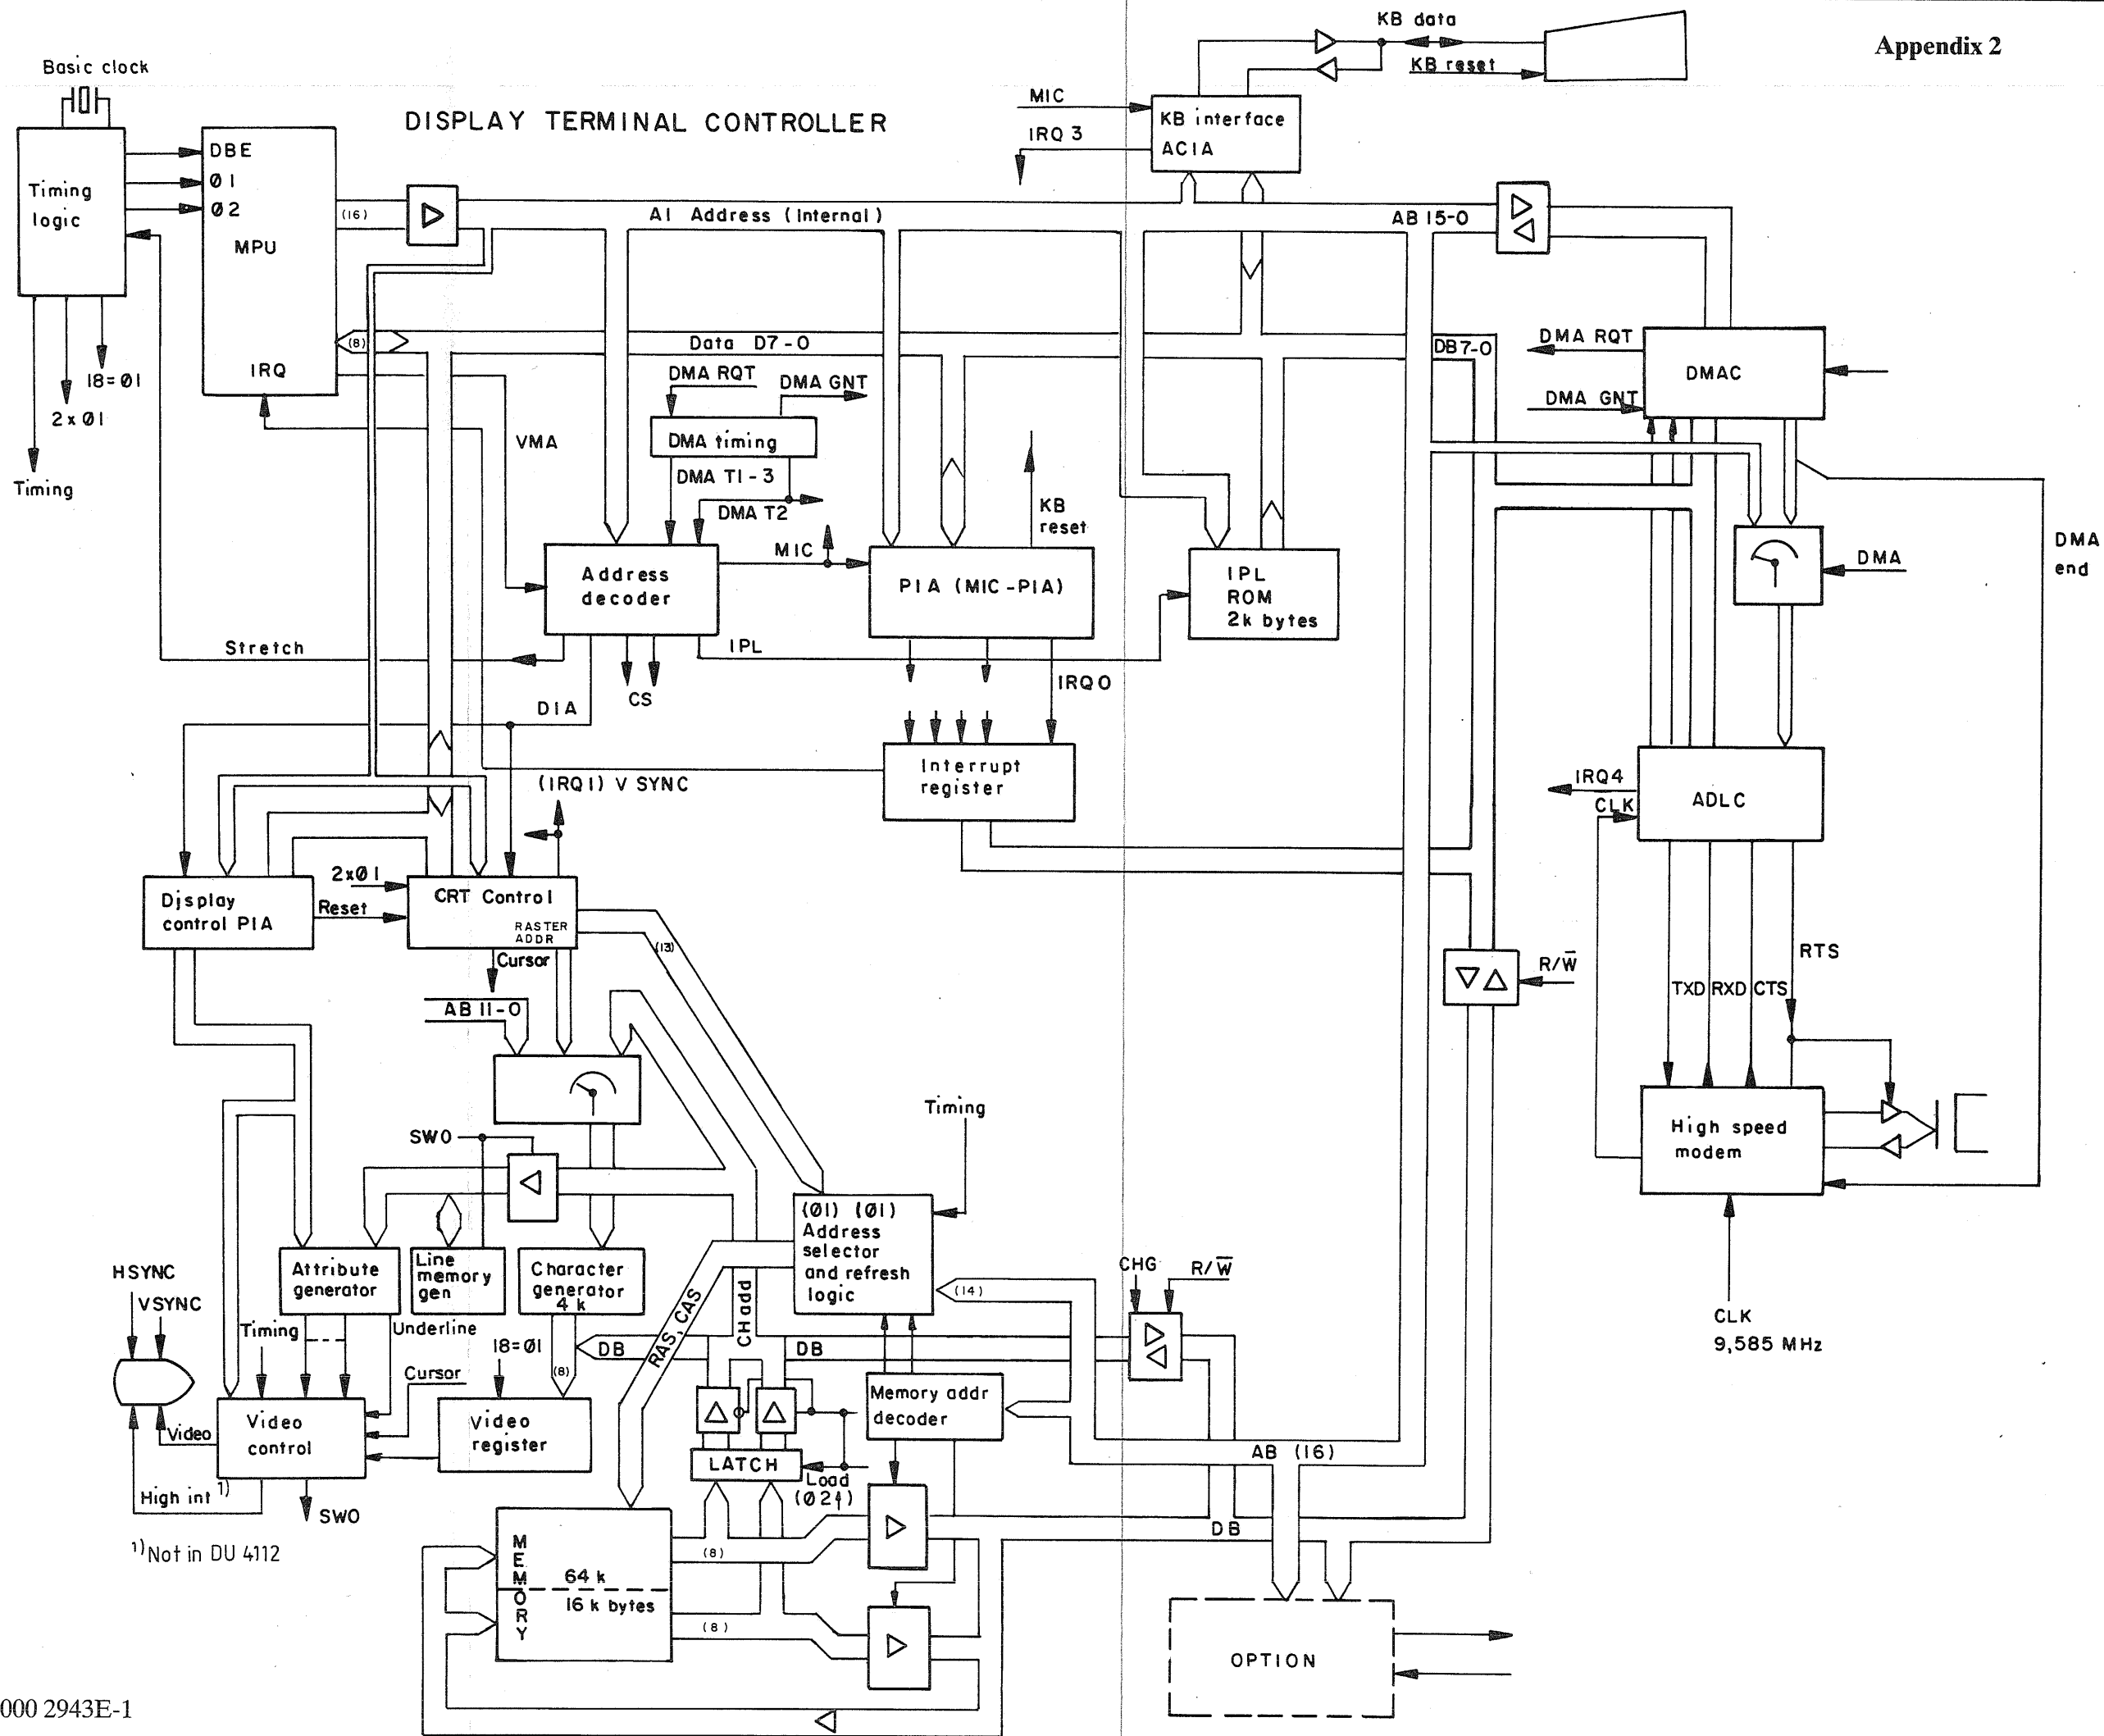 Appendix 2
DISPLAY TERMINAL CONTROLLER
Basic clock
Timing
logic
DBE
Ø1
Ø2
MPU
IRQ
(16)
(8)
18=Ø1
2xØ1
Timing
A1 Address (Internal)
AB 15-0
Data D7-0
DB7-0
KB data
KB reset
MIC
IRQ 3
KB interface
ACIA
DMA RQT
DMA GNT
DMAC
DMA RQT
DMA GNT
DMA timing
DMA T1-3
DMA T2
VMA
Address
decoder
MIC
KB
reset
PIA (MIC-PIA)
IPL
ROM
2k bytes
DMA
DMA
end
Stretch
IPL
CS
DIA
IRQ0
Interrupt
register
(IRQ1) V SYNC
IRQ4
CLK
ADLC
Display
control PIA
2xØ1
Reset
CRT Control
RASTER
ADDR
Cursor
(13)
AB 11-0
R/W̅
TXD
RXD
CTS
RTS
High speed
modem
CLK
9,585 MHz
SWO
Timing
(Ø1) (Ø1)
Address
selector
and refresh
logic
(14)
Attribute
generator
Line
memory
gen
Character
generator
4 k
HSYNC
VSYNC
Timing
Underline
18=Ø1
(8)
DB
RAS, CAS
CHadd
DB
CHG
R/W̅
Cursor
Video
Video
control
Video
register
Memory addr
decoder
LATCH
Load
(Ø2↑)
AB (16)
High int 1)
SWO
1) Not in DU 4112
MEMORY
64 k
16 k bytes
(8)
(8)
DB
OPTION
000 2943E-1